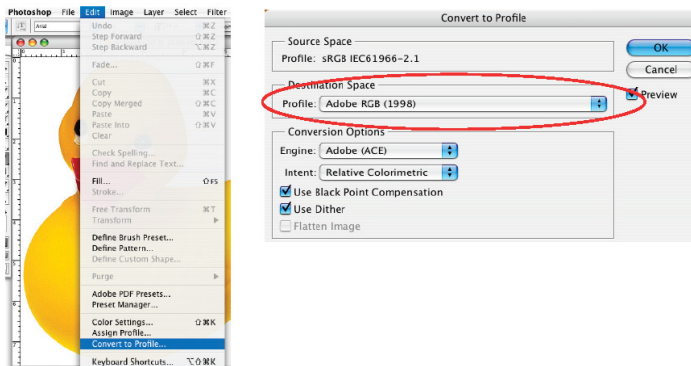 Photoshop File Edit Image Layer Select Filter
Arial
Undo ⌘Z
Step Forward ⇧⌘Z
Step Backward ⌥⌘Z
Fade... ⇧⌘F
Cut ⌘X
Copy ⌘C
Copy Merged ⇧⌘C
Paste ⌘V
Paste Into ⇧⌘V
Clear
Check Spelling...
Find and Replace Text...
Fill... ⇧F5
Stroke...
Free Transform ⌘T
Transform
Define Brush Preset...
Define Pattern...
Define Custom Shape...
Purge
Adobe PDF Presets...
Preset Manager...
Color Settings... ⇧⌘K
Assign Profile...
Convert to Profile...
Keyboard Shortcuts... ⌥⇧⌘K
Convert to Profile
Source Space
Profile: sRGB IEC61966-2.1
Destination Space
Profile: Adobe RGB (1998)
Conversion Options
Engine: Adobe (ACE)
Intent: Relative Colorimetric
Use Black Point Compensation
Use Dither
Flatten Image
OK
Cancel
Preview